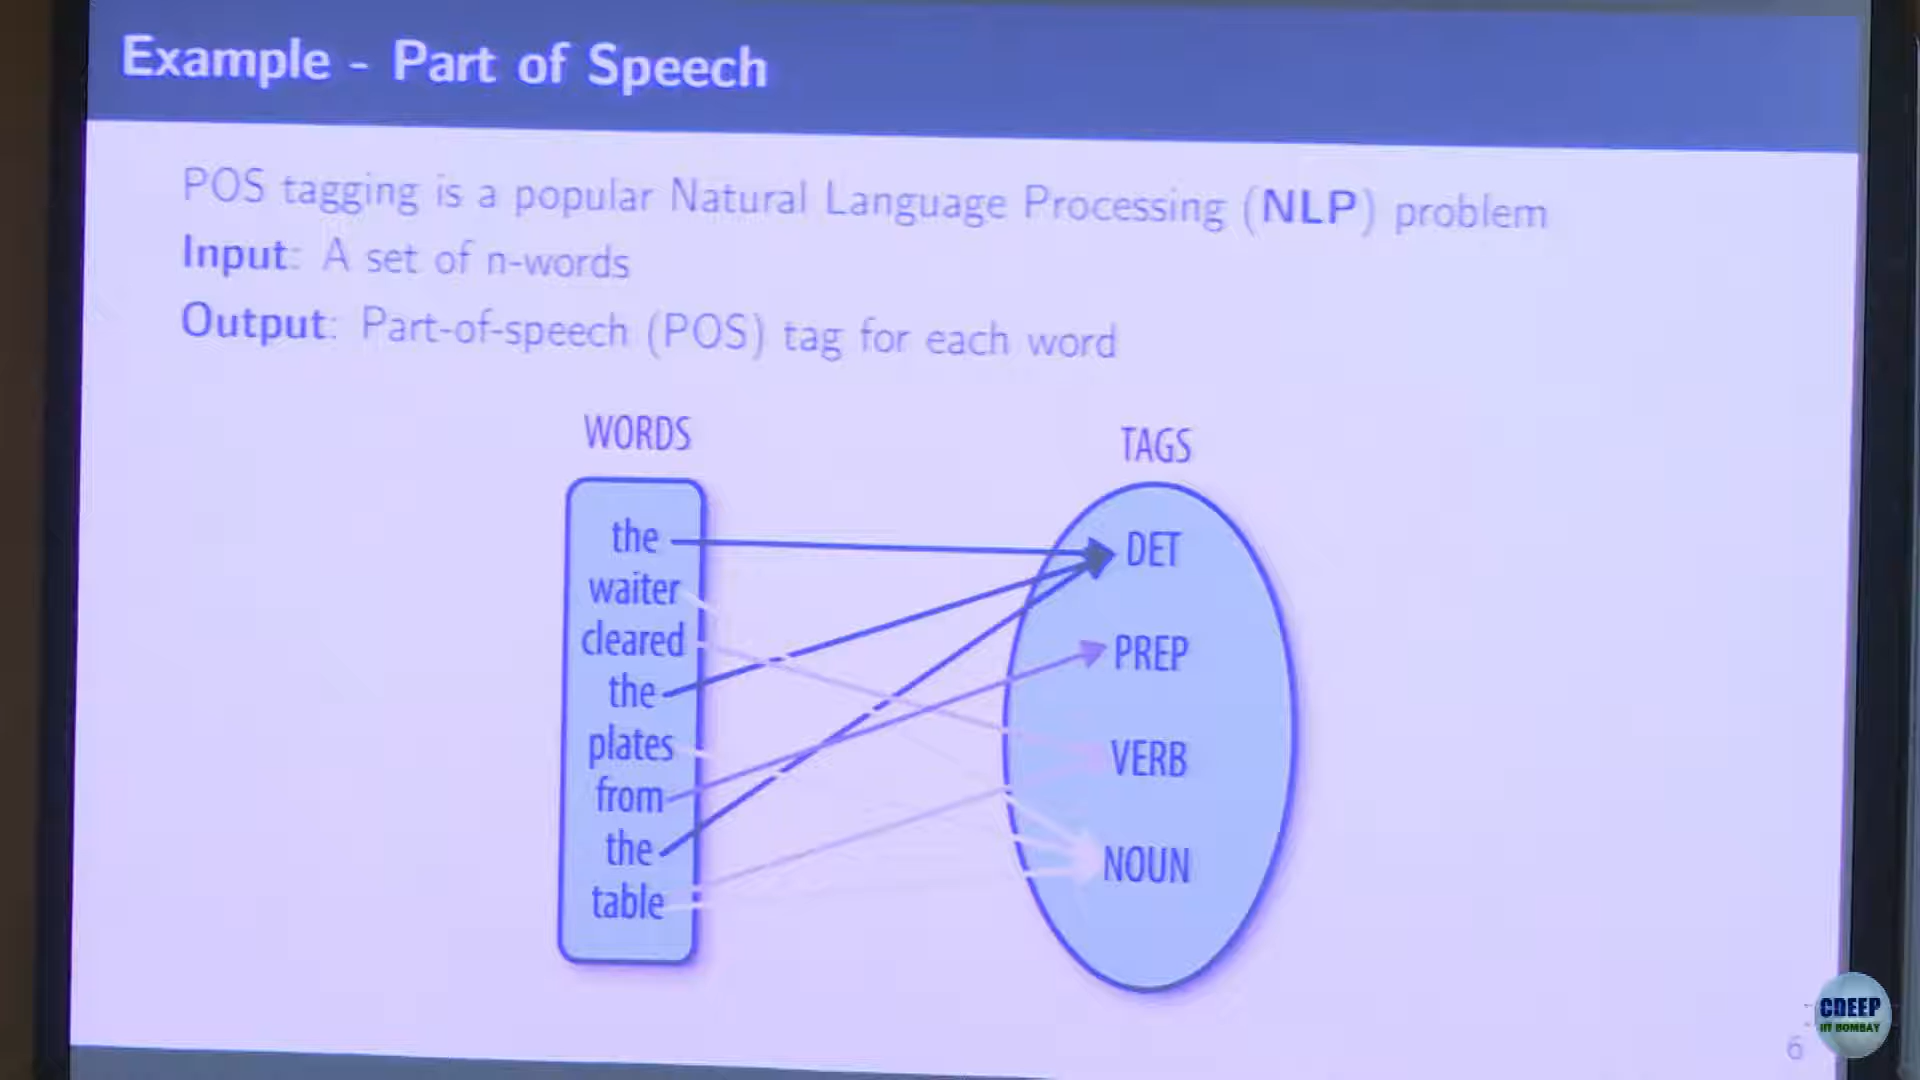 Example - Part of Speech
POS tagging is a popular Natural Language Processing (NLP) problem
Input: A set of n-words
Output: Part-of-speech (POS) tag for each word
WORDS
the
waiter
cleared
the
plates
from
the
table
TAGS
DET
PREP
VERB
NOUN
CDEEP
IIT BOMBAY
6